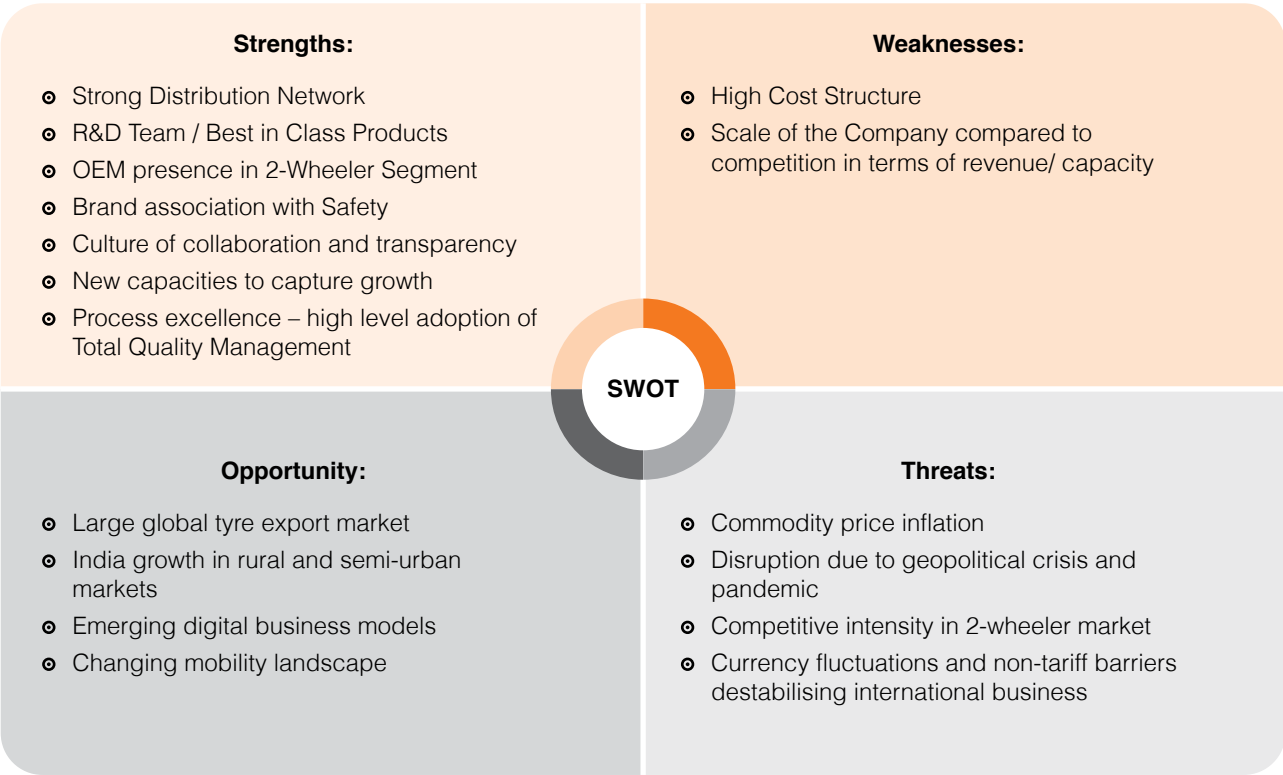 Strengths:
Strong Distribution Network
R&D Team / Best in Class Products
OEM presence in 2-Wheeler Segment
Brand association with Safety
Culture of collaboration and transparency
New capacities to capture growth
Process excellence – high level adoption of
Total Quality Management
Weaknesses:
High Cost Structure
Scale of the Company compared to
competition in terms of revenue/ capacity
SWOT
Opportunity:
Large global tyre export market
India growth in rural and semi-urban
markets
Emerging digital business models
Changing mobility landscape
Threats:
Commodity price inflation
Disruption due to geopolitical crisis and
pandemic
Competitive intensity in 2-wheeler market
Currency fluctuations and non-tariff barriers
destabilising international business